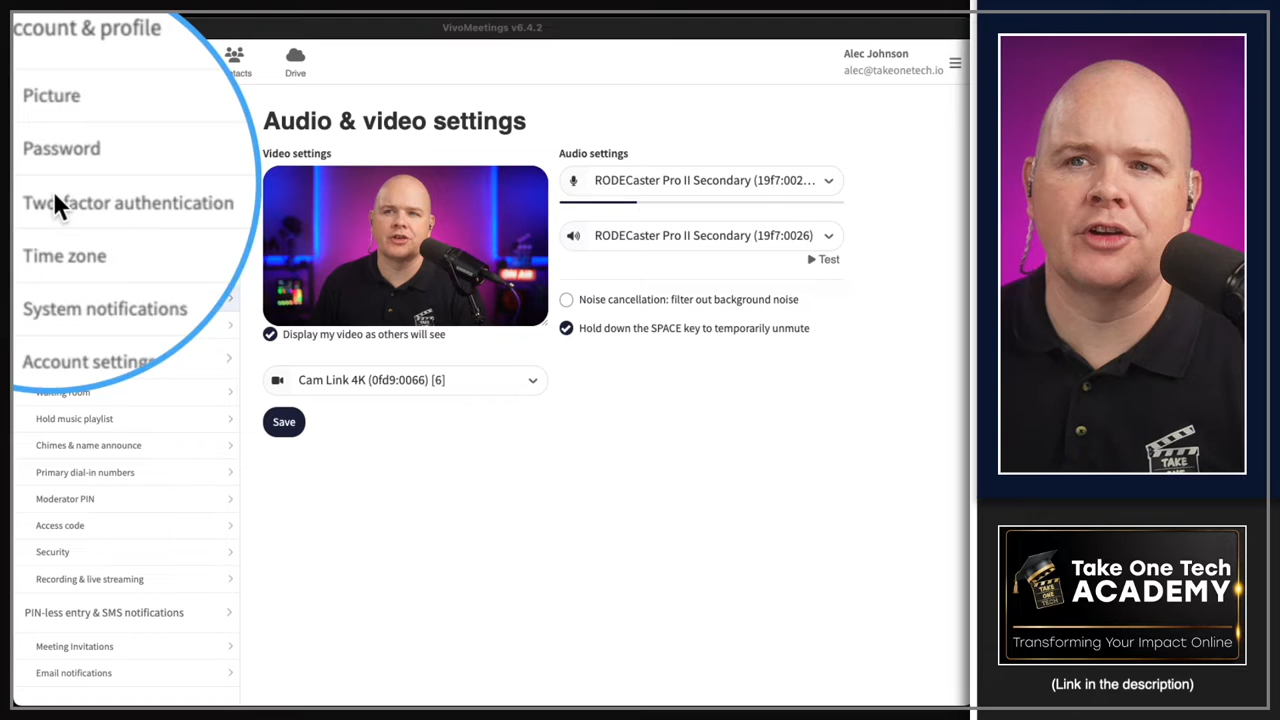 VivoMeetings v6.4.2
ccount & profile
Picture
Password
Two factor authentication
Time zone
System notifications
Account settings
Hold music playlist
Chimes & name announce
Primary dial-in numbers
Moderator PIN
Access code
Security
Recording & live streaming
PIN-less entry & SMS notifications
Meeting Invitations
Email notifications
tacts
Drive
Alec Johnson
alec@takeonetech.io
Audio & video settings
Video settings
ON AIR
Display my video as others will see
Cam Link 4K (0fd9:0066) [6]
Save
Audio settings
RODECaster Pro II Secondary (19f7:002...
RODECaster Pro II Secondary (19f7:0026)
Test
Noise cancellation: filter out background noise
Hold down the SPACE key to temporarily unmute
TAKE
Take One Tech
ACADEMY
Transforming Your Impact Online
(Link in the description)